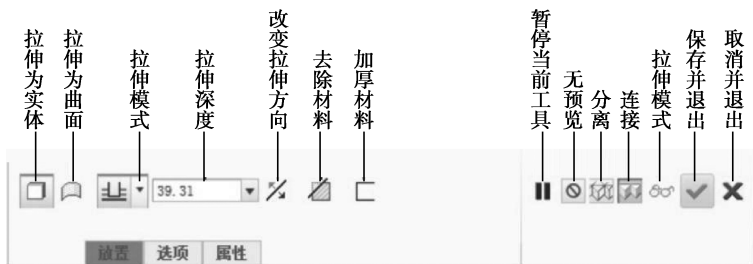 拉伸为实体
拉伸为曲面
拉伸模式
拉伸深度
改变拉伸方向
去除材料
加厚材料
暂停当前工具
无预览
分离
连接
拉伸模式
保存并退出
取消并退出
39.31
放置
选项
属性